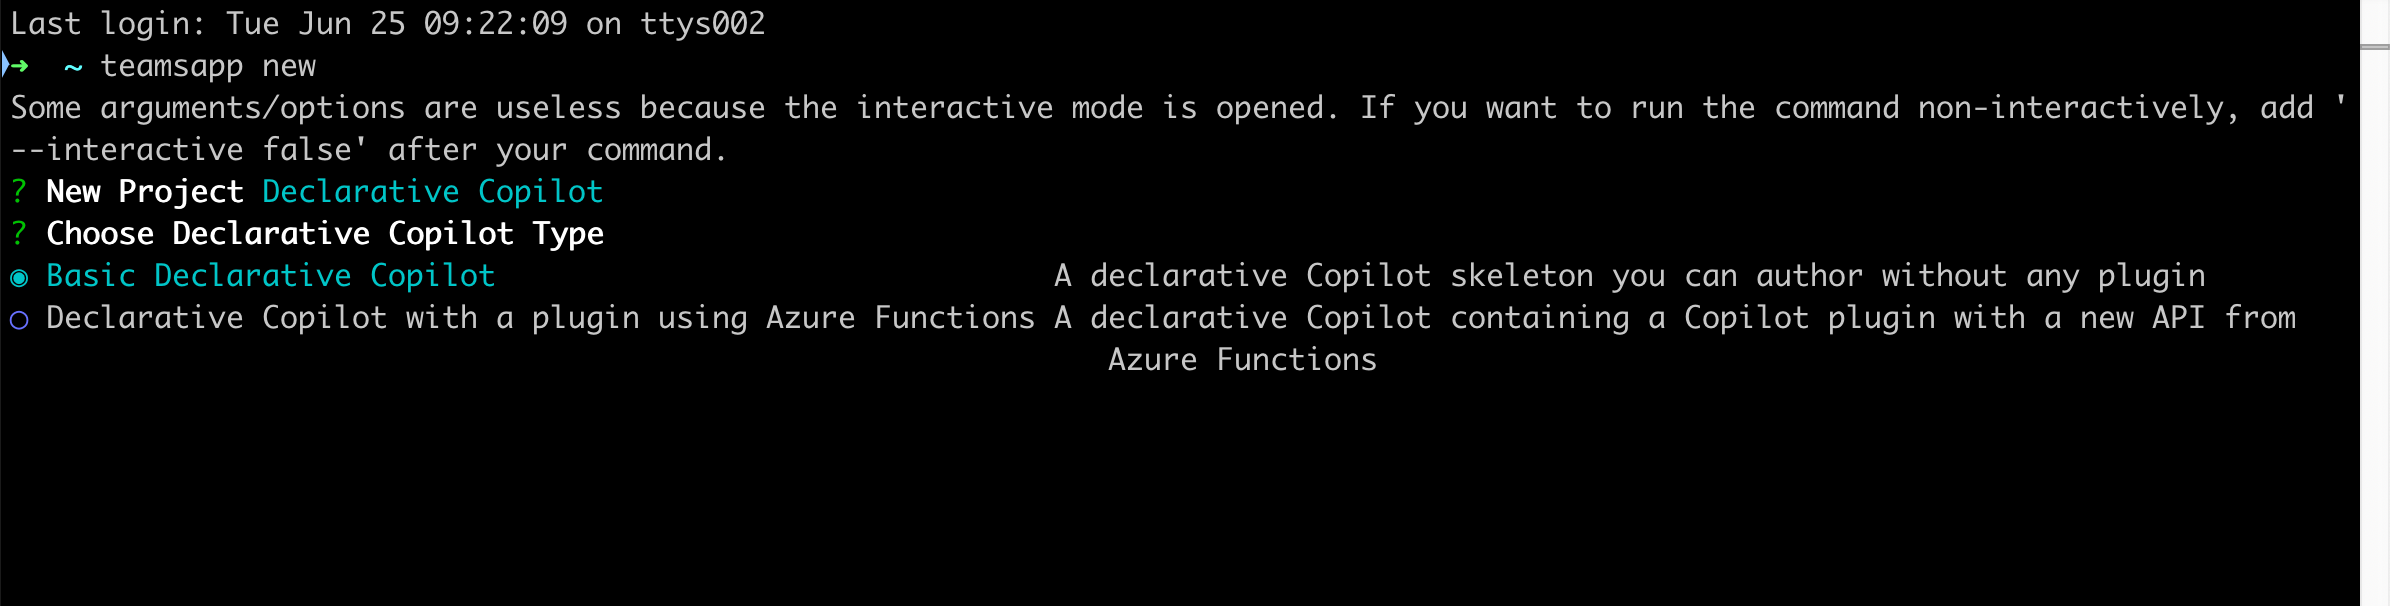 Last login: Tue Jun 25 09:22:09 on ttys002
➜  ~ teamsapp new
Some arguments/options are useless because the interactive mode is opened. If you want to run the command non-interactively, add '
--interactive false' after your command.
? New Project Declarative Copilot
? Choose Declarative Copilot Type
◉ Basic Declarative Copilot                               A declarative Copilot skeleton you can author without any plugin
◯ Declarative Copilot with a plugin using Azure Functions A declarative Copilot containing a Copilot plugin with a new API from
Azure Functions